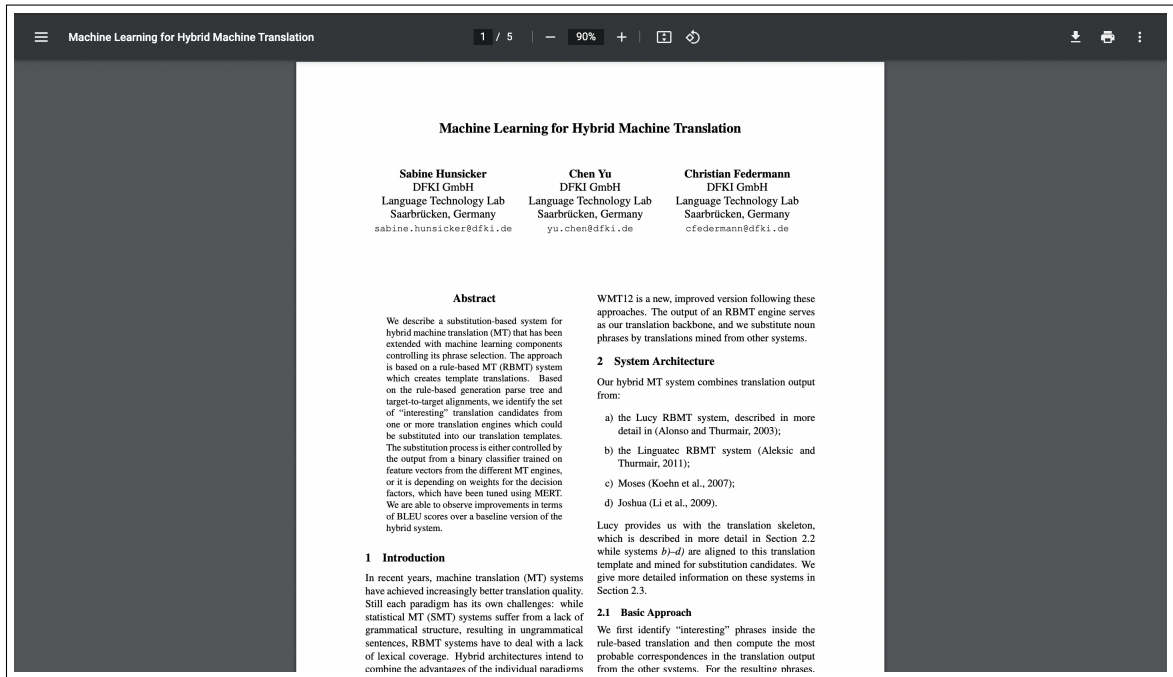 Machine Learning for Hybrid Machine Translation
1 / 5
90%
Machine Learning for Hybrid Machine Translation
Sabine Hunsicker
DFKI GmbH
Language Technology Lab
Saarbrücken, Germany
sabine.hunsicker@dfki.de
Chen Yu
DFKI GmbH
Language Technology Lab
Saarbrücken, Germany
yu.chen@dfki.de
Christian Federmann
DFKI GmbH
Language Technology Lab
Saarbrücken, Germany
cfedermann@dfki.de
Abstract
We describe a substitution-based system for
hybrid machine translation (MT) that has been
extended with machine learning components
controlling its phrase selection. The approach
is based on a rule-based MT (RBMT) system
which creates template translations. Based
on the rule-based generation parse tree and
target-to-target alignments, we identify the set
of “interesting” translation candidates from
one or more translation engines which could
be substituted into our translation templates.
The substitution process is either controlled by
the output from a binary classifier trained on
feature vectors from the different MT engines,
or it is depending on weights for the decision
factors, which have been tuned using MERT.
We are able to observe improvements in terms
of BLEU scores over a baseline version of the
hybrid system.
1 Introduction
In recent years, machine translation (MT) systems
have achieved increasingly better translation quality.
Still each paradigm has its own challenges: while
statistical MT (SMT) systems suffer from a lack of
grammatical structure, resulting in ungrammatical
sentences, RBMT systems have to deal with a lack
of lexical coverage. Hybrid architectures intend to
combine the advantages of the individual paradigms
WMT12 is a new, improved version following these
approaches. The output of an RBMT engine serves
as our translation backbone, and we substitute noun
phrases by translations mined from other systems.
2 System Architecture
Our hybrid MT system combines translation output
from:
a) the Lucy RBMT system, described in more
detail in (Alonso and Thurmair, 2003);
b) the Linguatec RBMT system (Aleksic and
Thurmair, 2011);
c) Moses (Koehn et al., 2007);
d) Joshua (Li et al., 2009).
Lucy provides us with the translation skeleton,
which is described in more detail in Section 2.2
while systems b)–d) are aligned to this translation
template and mined for substitution candidates. We
give more detailed information on these systems in
Section 2.3.
2.1 Basic Approach
We first identify “interesting” phrases inside the
rule-based translation and then compute the most
probable correspondences in the translation output
from the other systems. For the resulting phrases,